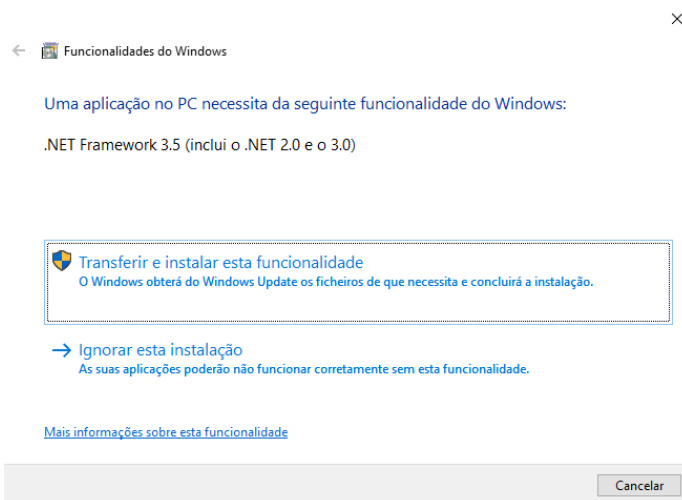 Funcionalidades do Windows
Uma aplicação no PC necessita da seguinte funcionalidade do Windows:
.NET Framework 3.5 (inclui o .NET 2.0 e o 3.0)
Transferir e instalar esta funcionalidade
O Windows obterá do Windows Update os ficheiros de que necessita e concluirá a instalação.
Ignorar esta instalação
As suas aplicações poderão não funcionar corretamente sem esta funcionalidade.
Mais informações sobre esta funcionalidade
Cancelar